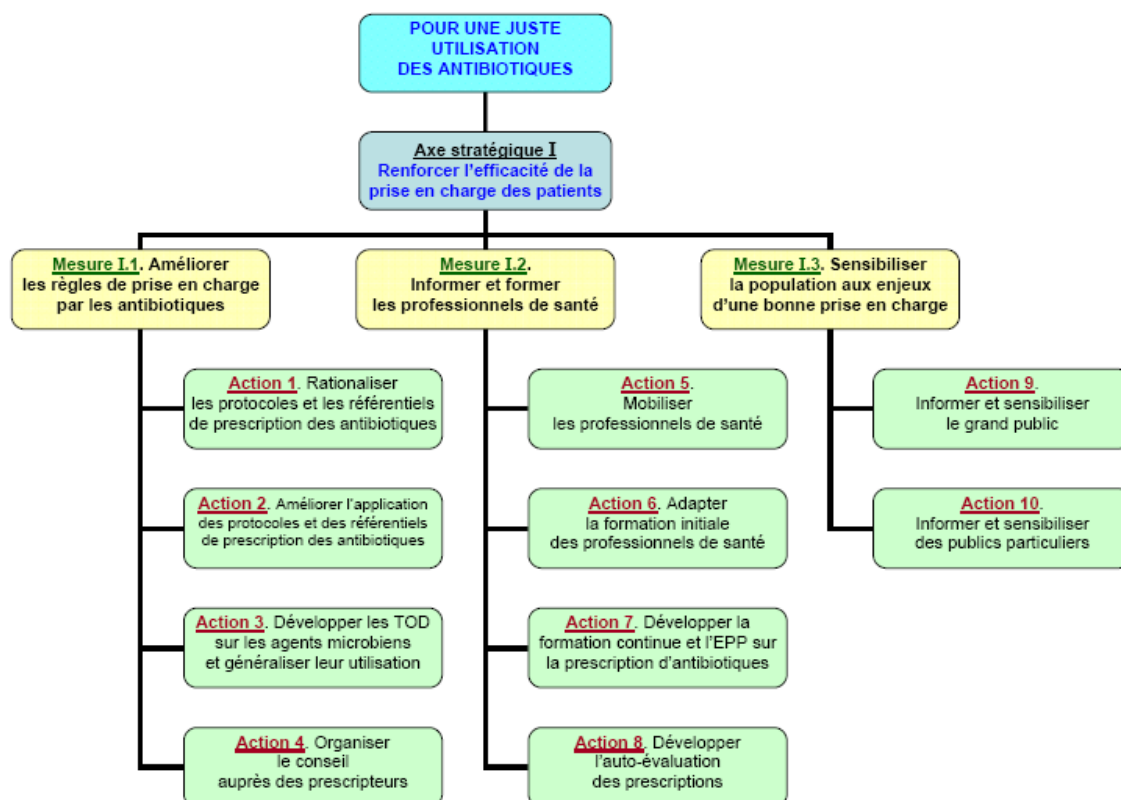 POUR UNE JUSTE
UTILISATION
DES ANTIBIOTIQUES
Axe stratégique I
Renforcer l'efficacité de la
prise en charge des patients
Mesure I.1. Améliorer
les règles de prise en charge
par les antibiotiques
Action 1. Rationaliser
les protocoles et les référentiels
de prescription des antibiotiques
Action 2. Améliorer l'application
des protocoles et des référentiels
de prescription des antibiotiques
Action 3. Développer les TOD
sur les agents microbiens
et généraliser leur utilisation
Action 4. Organiser
le conseil
auprès des prescripteurs
Mesure I.2.
Informer et former
les professionnels de santé
Action 5.
Mobiliser
les professionnels de santé
Action 6. Adapter
la formation initiale
des professionnels de santé
Action 7. Développer la
formation continue et l'EPP sur
la prescription d'antibiotiques
Action 8. Développer
l'auto-évaluation
des prescriptions
Mesure I.3. Sensibiliser
la population aux enjeux
d'une bonne prise en charge
Action 9.
Informer et sensibiliser
le grand public
Action 10.
Informer et sensibiliser
des publics particuliers